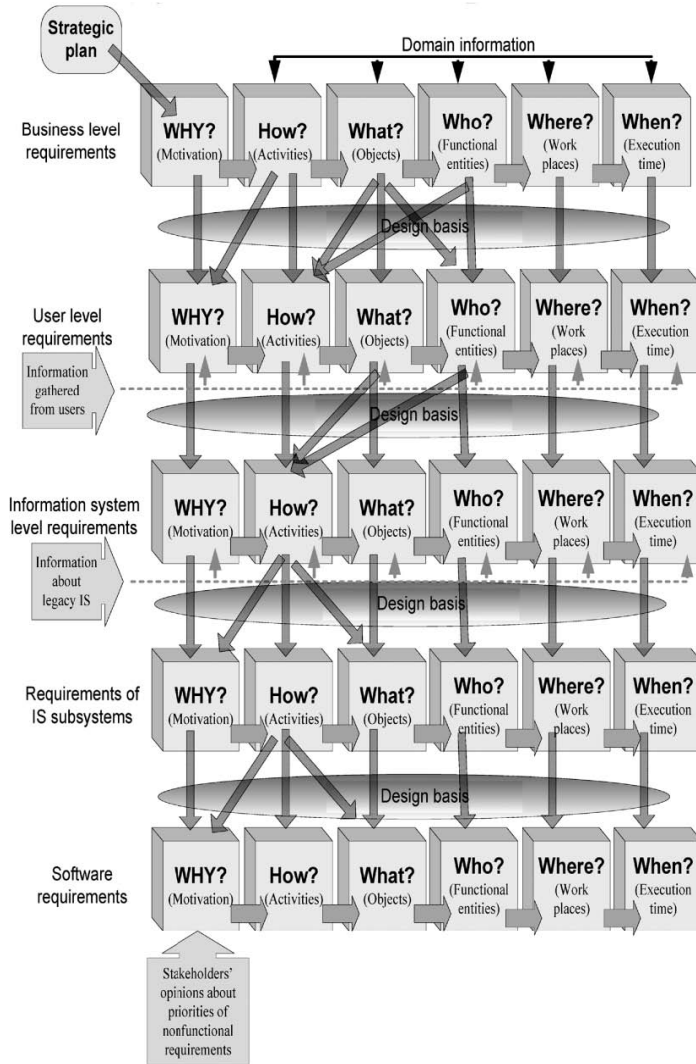 Strategic
plan
Domain information
Business level
requirements
WHY?
(Motivation)
How?
(Activities)
What?
(Objects)
Who?
(Functional
entities)
Where?
(Work
places)
When?
(Execution
time)
Design basis
User level
requirements
WHY?
(Motivation)
How?
(Activities)
What?
(Objects)
Who?
(Functional
entities)
Where?
(Work
places)
When?
(Execution
time)
Information
gathered
from users
Design basis
Information system
level requirements
WHY?
(Motivation)
How?
(Activities)
What?
(Objects)
Who?
(Functional
entities)
Where?
(Work
places)
When?
(Execution
time)
Information
about
legacy IS
Design basis
Requirements of
IS subsystems
WHY?
(Motivation)
How?
(Activities)
What?
(Objects)
Who?
(Functional
entities)
Where?
(Work
places)
When?
(Execution
time)
Design basis
Software
requirements
WHY?
(Motivation)
How?
(Activities)
What?
(Objects)
Who?
(Functional
entities)
Where?
(Work
places)
When?
(Execution
time)
Stakeholders'
opinions about
priorities of
nonfunctional
requirements